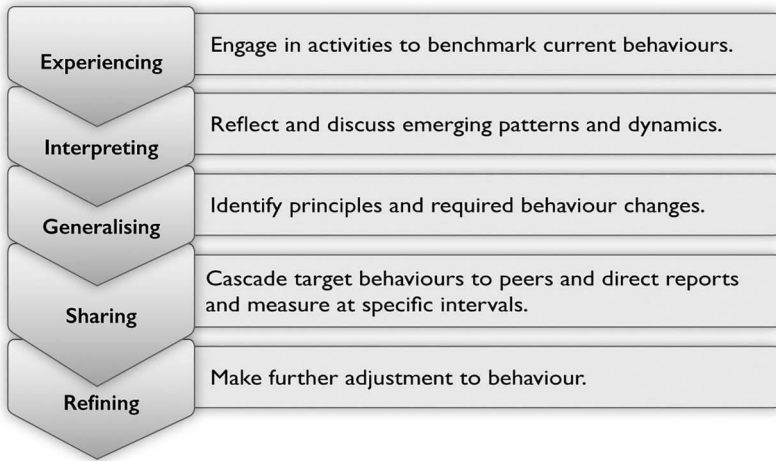 Experiencing
Engage in activities to benchmark current behaviours.
Interpreting
Reflect and discuss emerging patterns and dynamics.
Generalising
Identify principles and required behaviour changes.
Sharing
Cascade target behaviours to peers and direct reports
and measure at specific intervals.
Refining
Make further adjustment to behaviour.